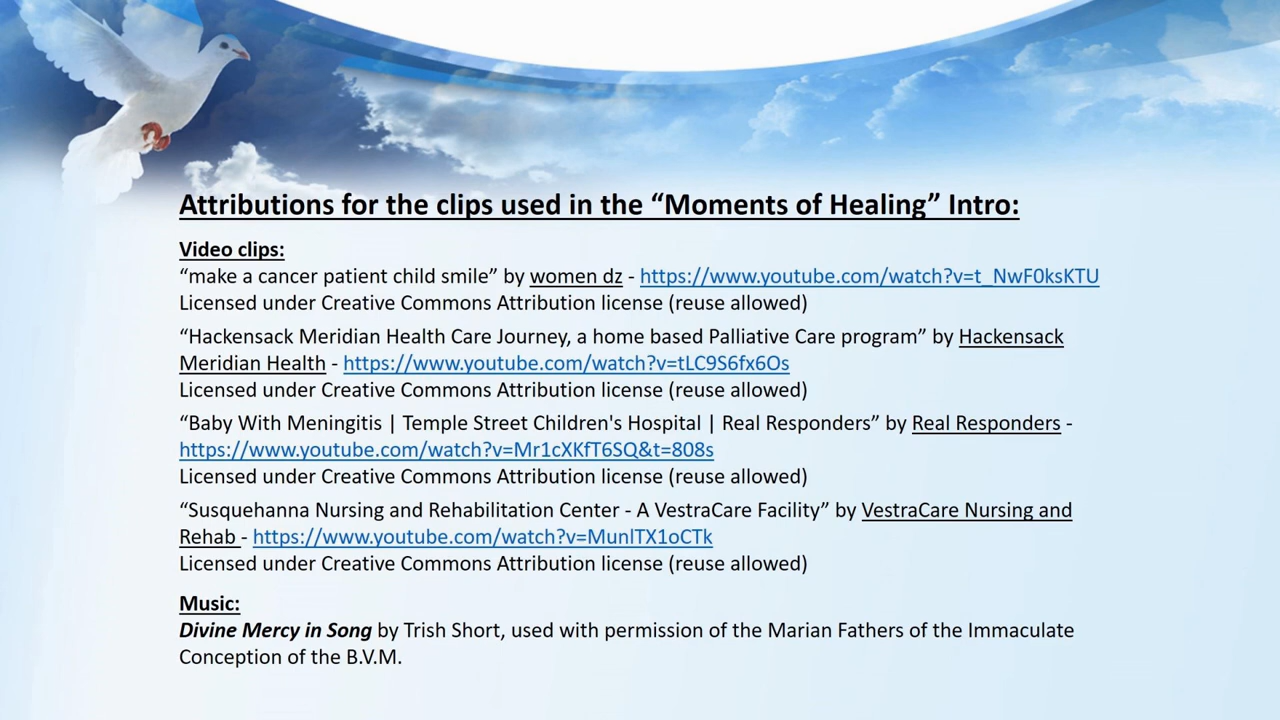 Attributions for the clips used in the “Moments of Healing” Intro:
Video clips:
“make a cancer patient child smile” by women dz - https://www.youtube.com/watch?v=t_NwF0ksKTU
Licensed under Creative Commons Attribution license (reuse allowed)
“Hackensack Meridian Health Care Journey, a home based Palliative Care program” by Hackensack
Meridian Health - https://www.youtube.com/watch?v=tLC9S6fx6Os
Licensed under Creative Commons Attribution license (reuse allowed)
“Baby With Meningitis | Temple Street Children's Hospital | Real Responders” by Real Responders -
https://www.youtube.com/watch?v=Mr1cXKfT6SQ&t=808s
Licensed under Creative Commons Attribution license (reuse allowed)
“Susquehanna Nursing and Rehabilitation Center - A VestraCare Facility” by VestraCare Nursing and
Rehab - https://www.youtube.com/watch?v=MunlTX1oCTk
Licensed under Creative Commons Attribution license (reuse allowed)
Music:
Divine Mercy in Song by Trish Short, used with permission of the Marian Fathers of the Immaculate
Conception of the B.V.M.